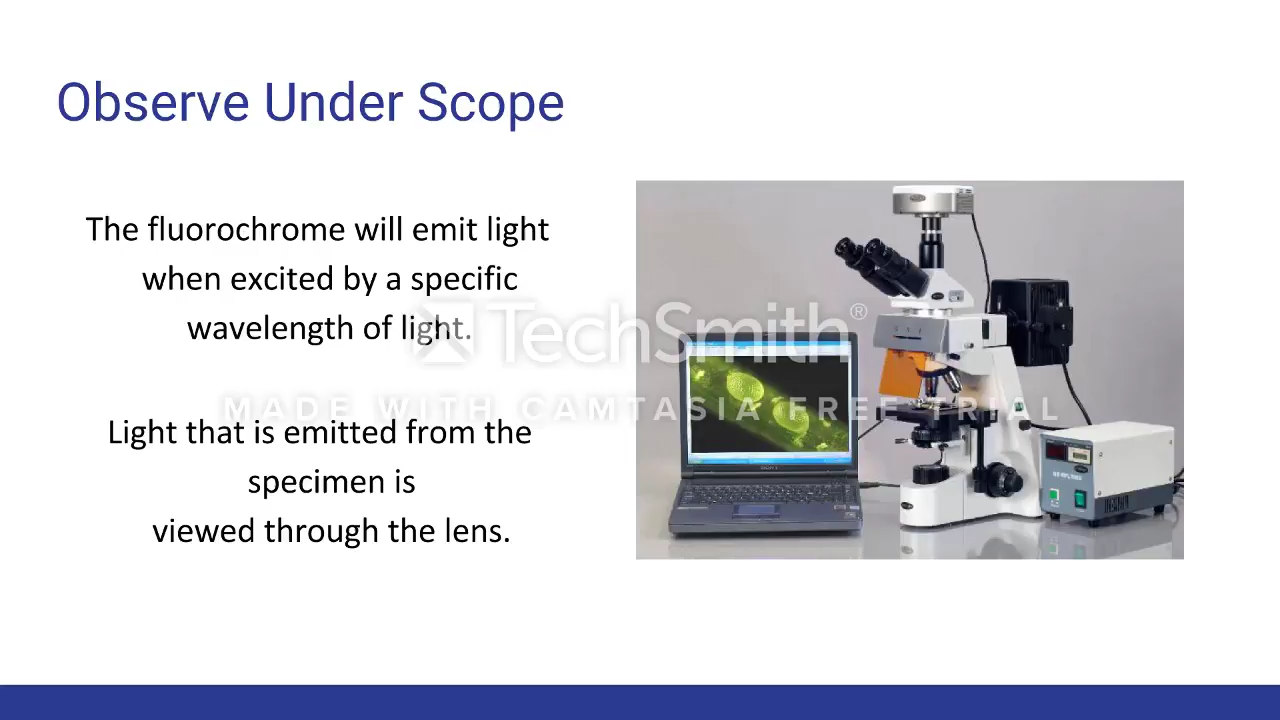 Observe Under Scope
The fluorochrome will emit light
when excited by a specific
wavelength of light.
TechSmith®
MADE WITH CAMTASIA FREE TRIAL
Light that is emitted from the
specimen is
viewed through the lens.
SONY